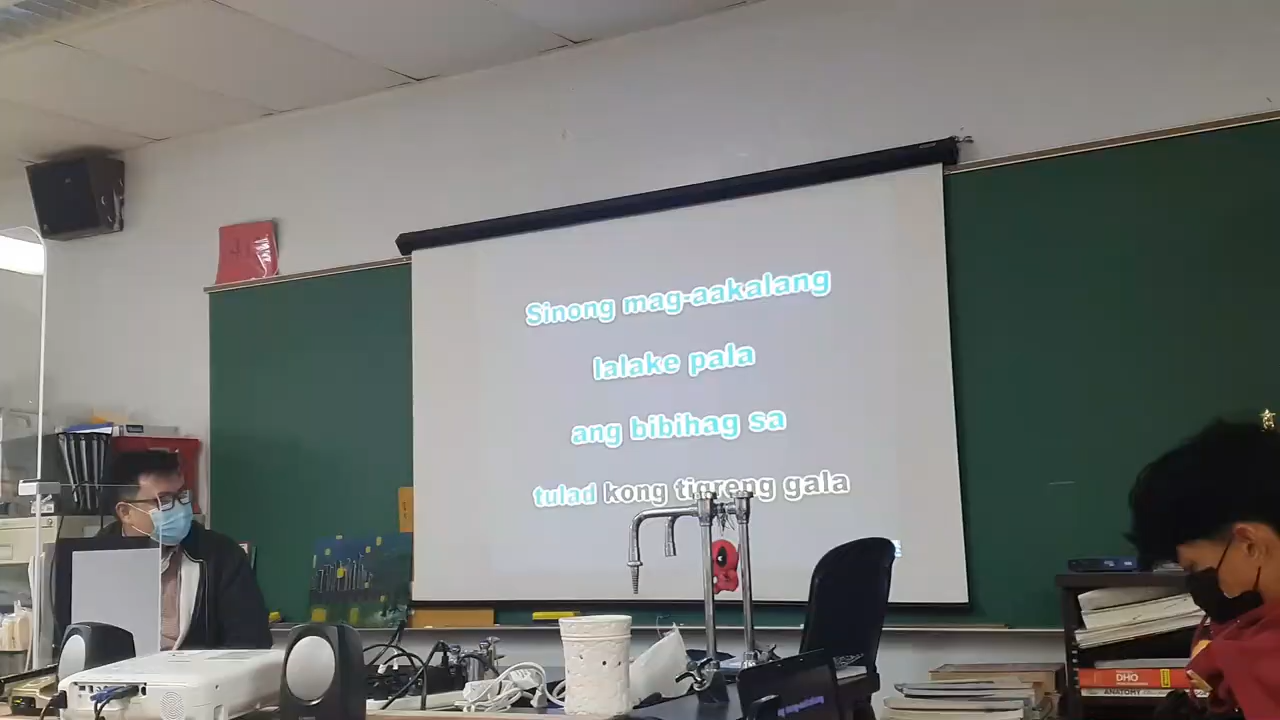 Sinong mag-aakalang
lalake pala
ang bibihag sa
tulad kong tigreng gala
DHO
ANATOMY